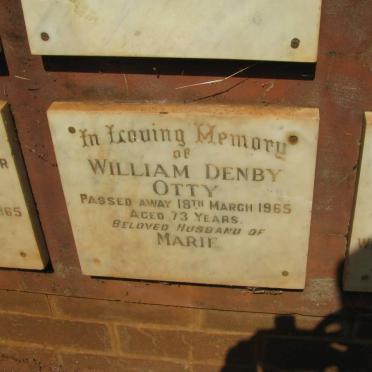 In Loving Memory
OF
WILLIAM DENBY
OTTY
PASSED AWAY 18TH MARCH 1965
AGED 73 YEARS
BELOVED HUSBAND OF
MARIE
R
965